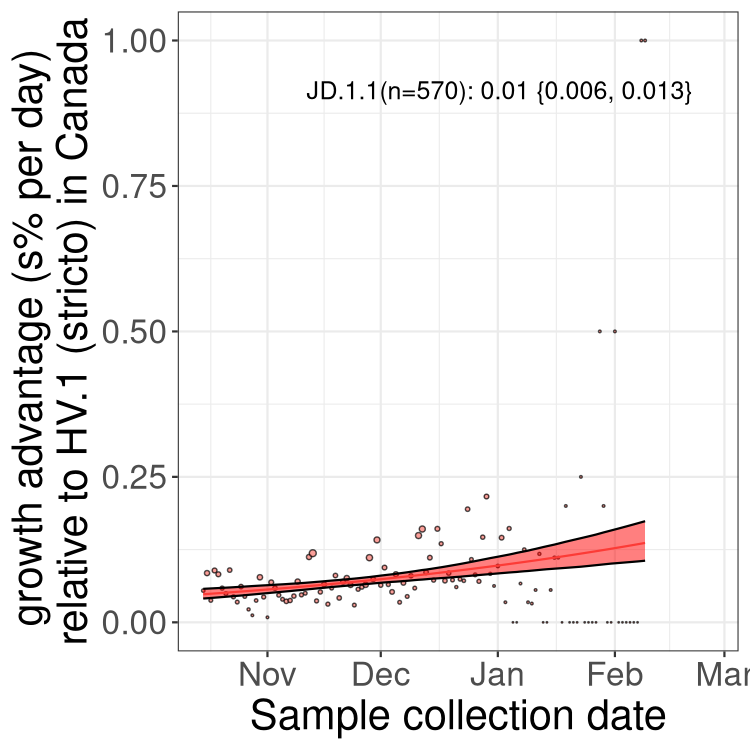 growth advantage (s% per day)
relative to HV.1 (stricto) in Canada
1.00
0.75
0.50
0.25
0.00
JD.1.1(n=570): 0.01 {0.006, 0.013}
Nov Dec Jan Feb Mar
Sample collection date